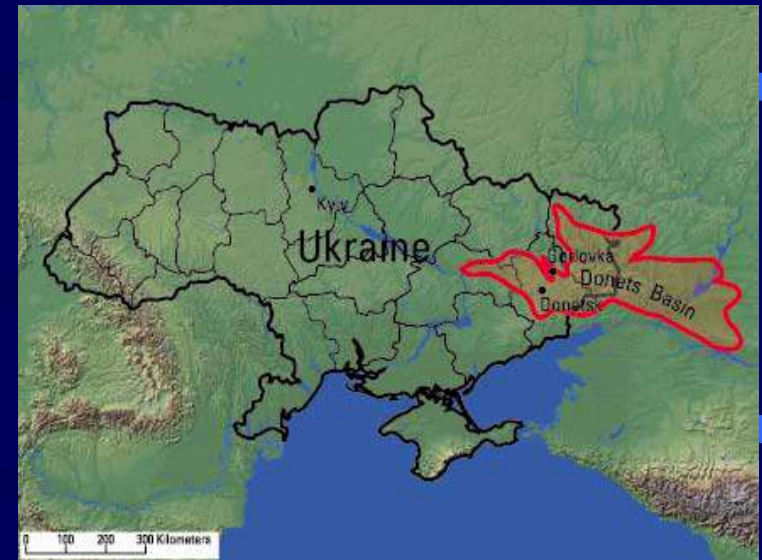 Kyiv
Ukraine
Gorlovka
Donets Basin
Donetsk
0 100 200 300 Kilometers